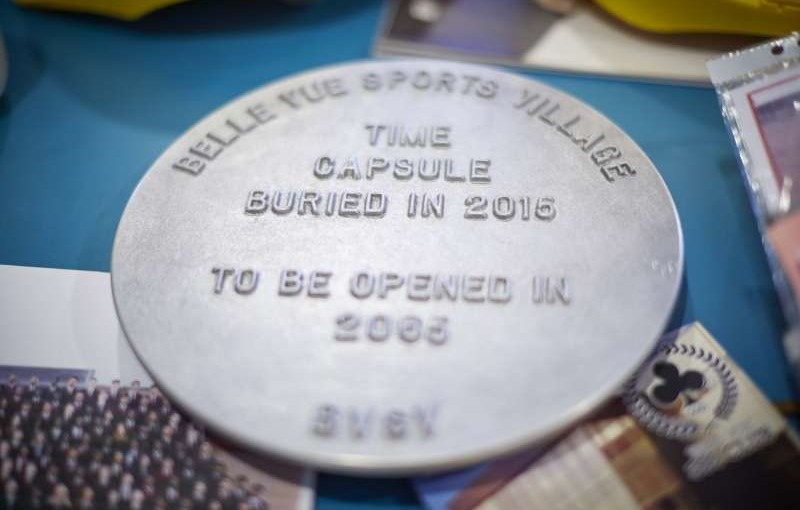 BELLE VUE SPORTS VILLAGE
TIME
CAPSULE
BURIED IN 2015
TO BE OPENED IN
2065
BVSV